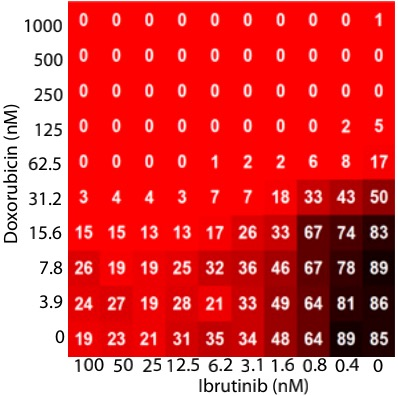 1000 0 0 0 0 0 0 0 0 0 1
500 0 0 0 0 0 0 0 0 0 0
250 0 0 0 0 0 0 0 0 0 0
125 0 0 0 0 0 0 0 0 2 5
62.5 0 0 0 0 1 2 2 6 8 17
31.2 3 4 4 3 7 7 18 33 43 50
15.6 15 15 13 13 17 26 33 67 74 83
7.8 26 19 19 25 32 36 46 67 78 89
3.9 24 27 19 28 21 33 49 64 81 86
0 19 23 21 31 35 34 48 64 89 85
100 50 25 12.5 6.2 3.1 1.6 0.8 0.4 0
Ibrutinib (nM)
Doxorubicin (nM)